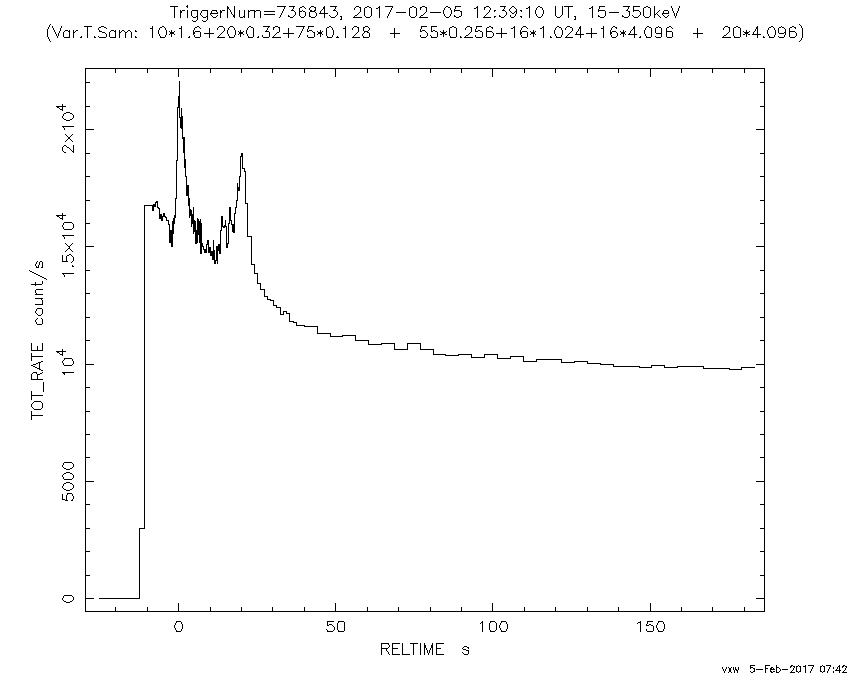 TriggerNum=736843, 2017-02-05 12:39:10 UT, 15-350keV
(Var.T.Sam: 10*1.6+20*0.32+75*0.128 + 55*0.256+16*1.024+16*4.096 + 20*4.096)
TOT_RATE count/s
2×10⁴
1.5×10⁴
10⁴
5000
0
0 50 100 150
RELTIME s
vxw 5-Feb-2017 07:42